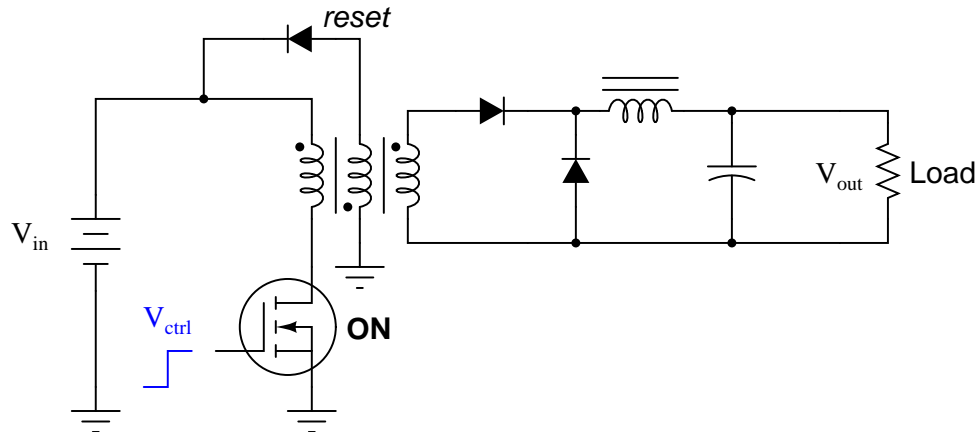 reset
V_in
V_ctrl
ON
V_out
Load